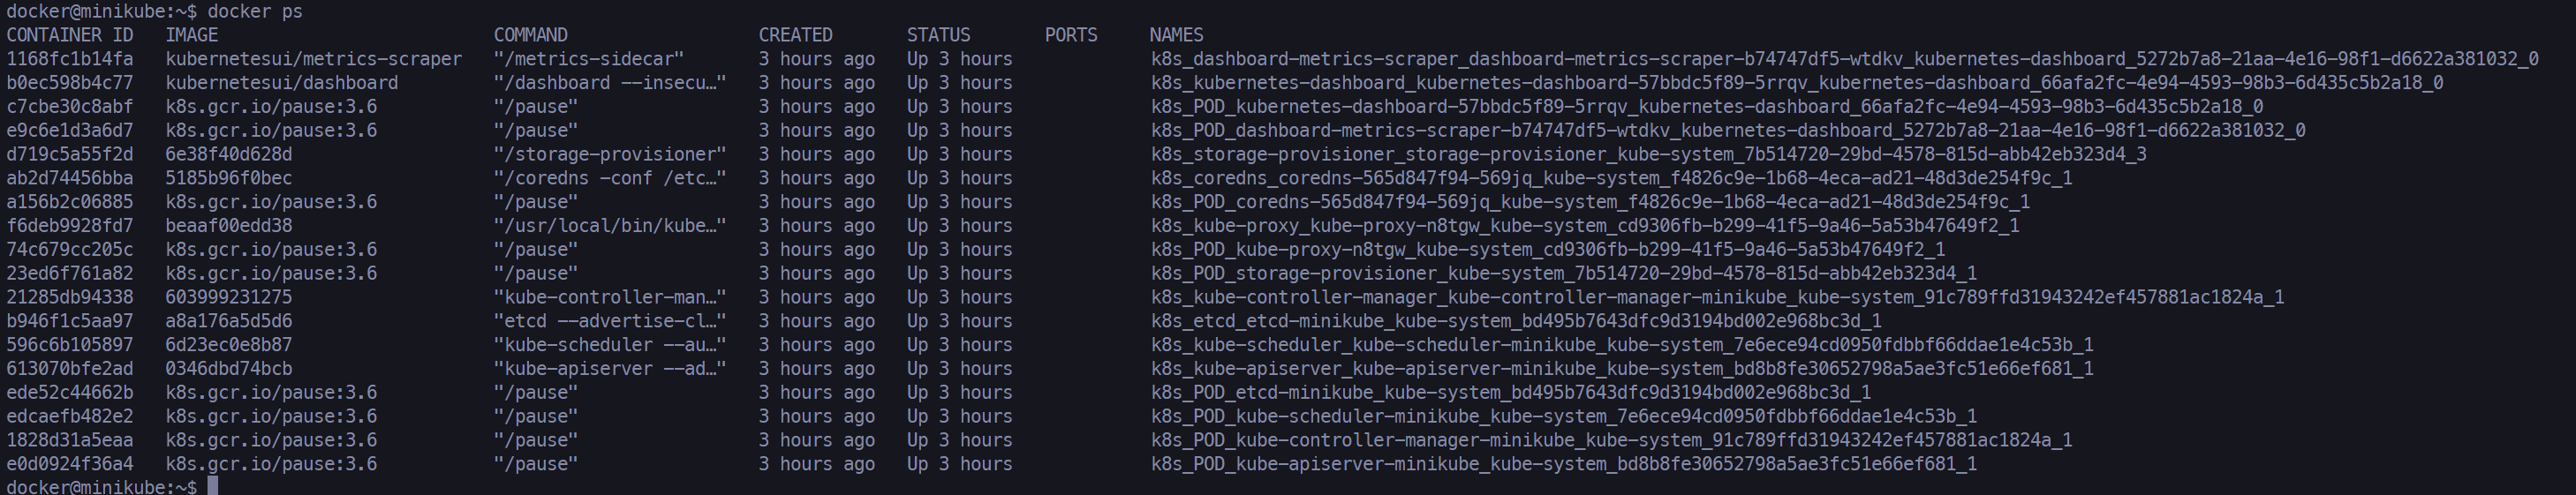 docker@minikube:~$ docker ps
CONTAINER ID   IMAGE                          COMMAND                  CREATED       STATUS       PORTS     NAMES
1168fc1b14fa   kubernetesui/metrics-scraper   "/metrics-sidecar"       3 hours ago   Up 3 hours             k8s_dashboard-metrics-scraper_dashboard-metrics-scraper-b74747df5-wtdkv_kubernetes-dashboard_5272b7a8-21aa-4e16-98f1-d6622a381032_0
b0ec598b4c77   kubernetesui/dashboard         "/dashboard --insecu…"   3 hours ago   Up 3 hours             k8s_kubernetes-dashboard_kubernetes-dashboard-57bbdc5f89-5rrqv_kubernetes-dashboard_66afa2fc-4e94-4593-98b3-6d435c5b2a18_0
c7cbe30c8abf   k8s.gcr.io/pause:3.6           "/pause"                 3 hours ago   Up 3 hours             k8s_POD_kubernetes-dashboard-57bbdc5f89-5rrqv_kubernetes-dashboard_66afa2fc-4e94-4593-98b3-6d435c5b2a18_0
e9c6e1d3a6d7   k8s.gcr.io/pause:3.6           "/pause"                 3 hours ago   Up 3 hours             k8s_POD_dashboard-metrics-scraper-b74747df5-wtdkv_kubernetes-dashboard_5272b7a8-21aa-4e16-98f1-d6622a381032_0
d719c5a55f2d   6e38f40d628d                   "/storage-provisioner"   3 hours ago   Up 3 hours             k8s_storage-provisioner_storage-provisioner_kube-system_7b514720-29bd-4578-815d-abb42eb323d4_3
ab2d74456bba   5185b96f0bec                   "/coredns -conf /etc…"   3 hours ago   Up 3 hours             k8s_coredns_coredns-565d847f94-569jq_kube-system_f4826c9e-1b68-4eca-ad21-48d3de254f9c_1
a156b2c06885   k8s.gcr.io/pause:3.6           "/pause"                 3 hours ago   Up 3 hours             k8s_POD_coredns-565d847f94-569jq_kube-system_f4826c9e-1b68-4eca-ad21-48d3de254f9c_1
f6deb9928fd7   beaaf00edd38                   "/usr/local/bin/kube…"   3 hours ago   Up 3 hours             k8s_kube-proxy_kube-proxy-n8tgw_kube-system_cd9306fb-b299-41f5-9a46-5a53b47649f2_1
74c679cc205c   k8s.gcr.io/pause:3.6           "/pause"                 3 hours ago   Up 3 hours             k8s_POD_kube-proxy-n8tgw_kube-system_cd9306fb-b299-41f5-9a46-5a53b47649f2_1
23ed6f761a82   k8s.gcr.io/pause:3.6           "/pause"                 3 hours ago   Up 3 hours             k8s_POD_storage-provisioner_kube-system_7b514720-29bd-4578-815d-abb42eb323d4_1
21285db94338   603999231275                   "kube-controller-man…"   3 hours ago   Up 3 hours             k8s_kube-controller-manager_kube-controller-manager-minikube_kube-system_91c789ffd31943242ef457881ac1824a_1
b946f1c5aa97   a8a176a5d5d6                   "etcd --advertise-cl…"   3 hours ago   Up 3 hours             k8s_etcd_etcd-minikube_kube-system_bd495b7643dfc9d3194bd002e968bc3d_1
596c6b105897   6d23ec0e8b87                   "kube-scheduler --au…"   3 hours ago   Up 3 hours             k8s_kube-scheduler_kube-scheduler-minikube_kube-system_7e6ece94cd0950fdbbf66ddae1e4c53b_1
613070bfe2ad   0346dbd74bcb                   "kube-apiserver --ad…"   3 hours ago   Up 3 hours             k8s_kube-apiserver_kube-apiserver-minikube_kube-system_bd8b8fe30652798a5ae3fc51e66ef681_1
ede52c44662b   k8s.gcr.io/pause:3.6           "/pause"                 3 hours ago   Up 3 hours             k8s_POD_etcd-minikube_kube-system_bd495b7643dfc9d3194bd002e968bc3d_1
edcaefb482e2   k8s.gcr.io/pause:3.6           "/pause"                 3 hours ago   Up 3 hours             k8s_POD_kube-scheduler-minikube_kube-system_7e6ece94cd0950fdbbf66ddae1e4c53b_1
1828d31a5eaa   k8s.gcr.io/pause:3.6           "/pause"                 3 hours ago   Up 3 hours             k8s_POD_kube-controller-manager-minikube_kube-system_91c789ffd31943242ef457881ac1824a_1
e0d0924f36a4   k8s.gcr.io/pause:3.6           "/pause"                 3 hours ago   Up 3 hours             k8s_POD_kube-apiserver-minikube_kube-system_bd8b8fe30652798a5ae3fc51e66ef681_1
docker@minikube:~$